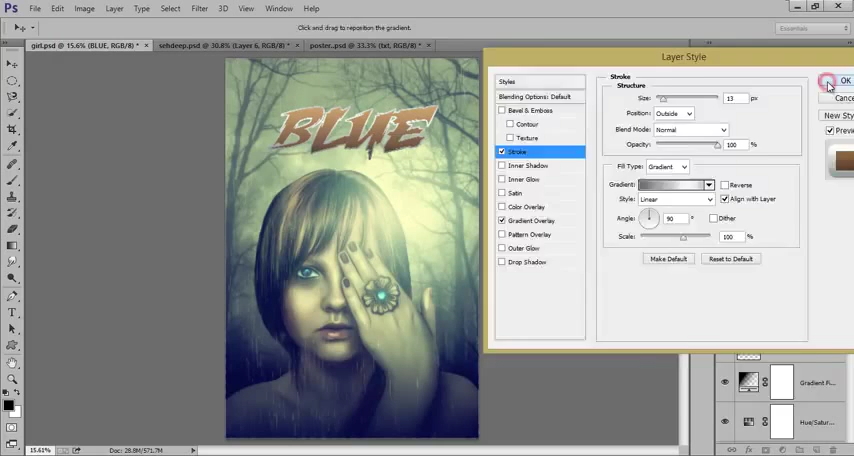 Ps File Edit Image Layer Type Select Filter 3D View Window Help
Click and drag to reposition the gradient.
Essentials
girl.psd @ 15.6% (BLUE, RGB/8) * ×
sehdeep.psd @ 30.8% (Layer 6, RGB/8*) * ×
poster.psd @ 33.3% (txt, RGB/8) * ×
BLUE
Layer Style
Styles
Blending Options: Default
Bevel & Emboss
Contour
Texture
Stroke
Inner Shadow
Inner Glow
Satin
Color Overlay
Gradient Overlay
Pattern Overlay
Outer Glow
Drop Shadow
Stroke
Structure
Size: 13 px
Position: Outside
Blend Mode: Normal
Opacity: 100 %
Fill Type: Gradient
Gradient: Reverse
Style: Linear Align with Layer
Angle: 90 ° Dither
Scale: 100 %
Make Default Reset to Default
OK
Cance
New Sty
Previe
Gradient Fi...
Hue/Satur...
15.61% Doc: 28.8M/571.7M